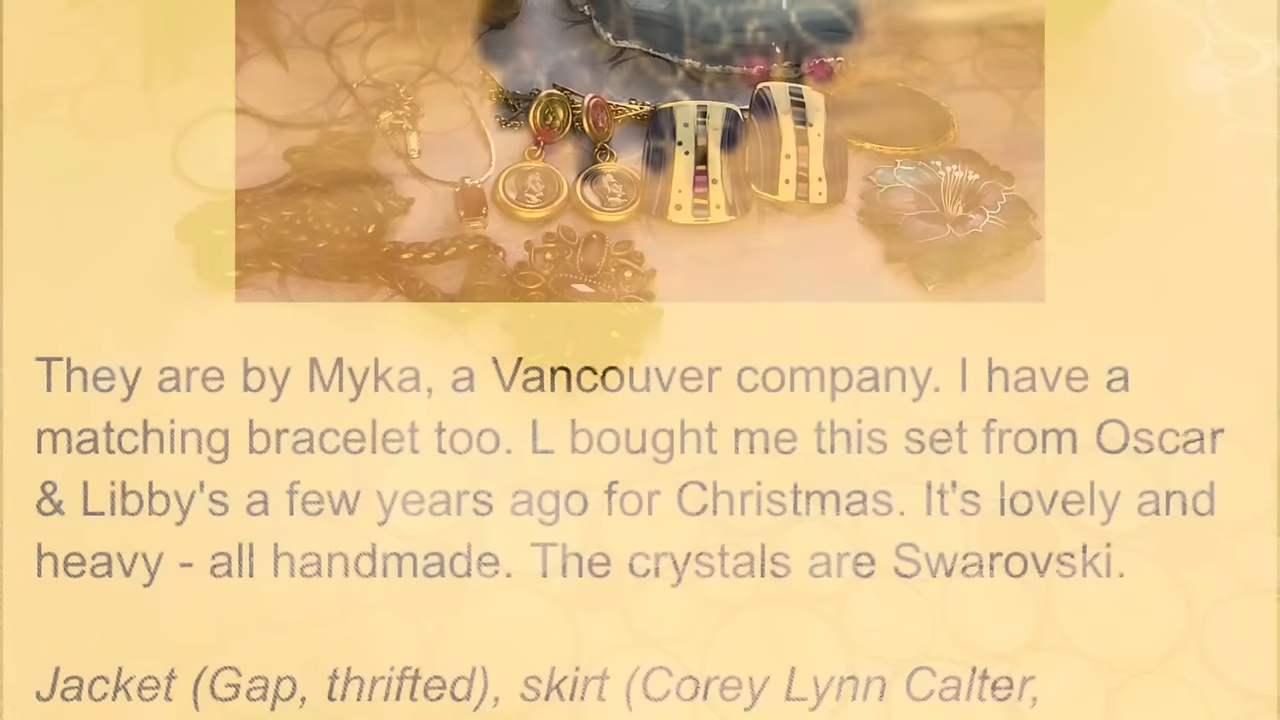 They are by Myka, a Vancouver company. I have a
matching bracelet too. L bought me this set from Oscar
& Libby's a few years ago for Christmas. It's lovely and
heavy - all handmade. The crystals are Swarovski.
Jacket (Gap, thrifted), skirt (Corey Lynn Calter,